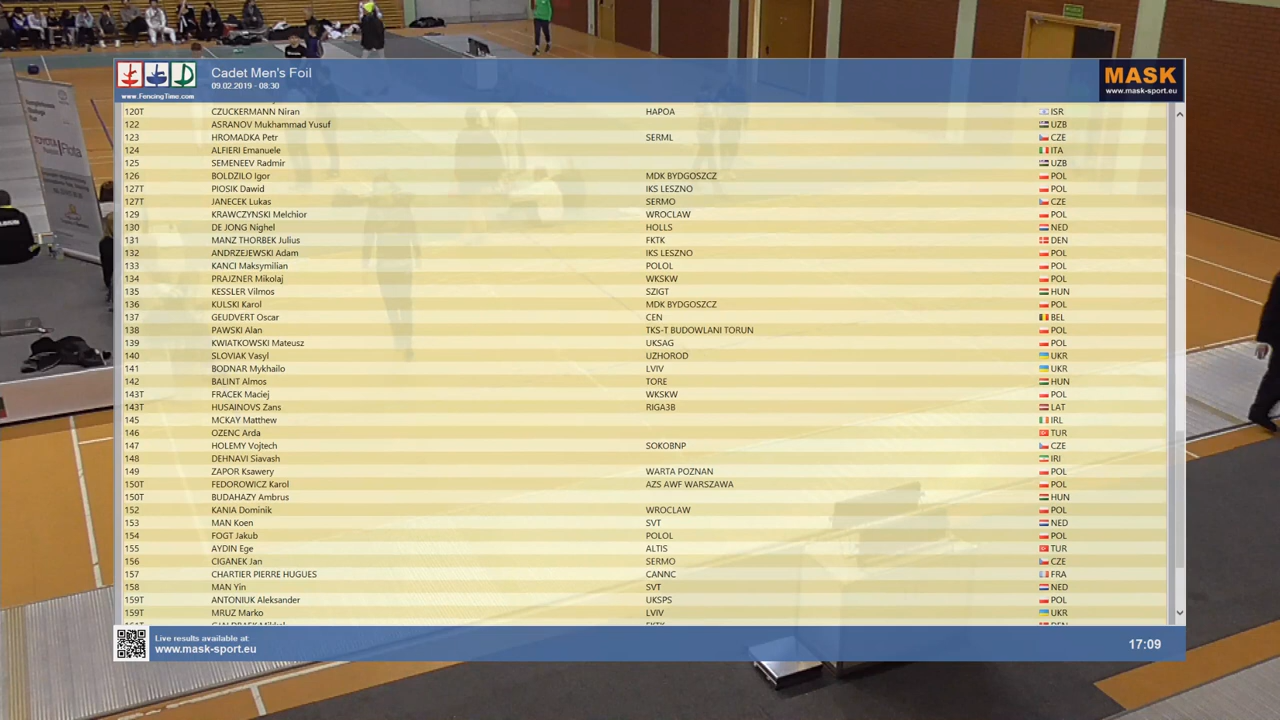 Cadet Men's Foil
09.02.2019 - 08:30
www.FencingTime.com
MASK
www.mask-sport.eu
120T CZUCKERMANN Niran HAPOA ISR
122 ASRANOV Mukhammad Yusuf UZB
123 HROMADKA Petr SERML CZE
124 ALFIERI Emanuele ITA
125 SEMENEEV Radmir UZB
126 BOLDZILO Igor MDK BYDGOSZCZ POL
127T PIOSIK Dawid IKS LESZNO POL
127T JANECEK Lukas SERMO CZE
129 KRAWCZYNSKI Melchior WROCLAW POL
130 DE JONG Nighel HOLLS NED
131 MANZ THORBEK Julius FKTK DEN
132 ANDRZEJEWSKI Adam IKS LESZNO POL
133 KANCI Maksymilian POLOL POL
134 PRAJZNER Mikolaj WKSKW POL
135 KESSLER Vilmos SZIGT HUN
136 KULSKI Karol MDK BYDGOSZCZ POL
137 GEUDVERT Oscar CEN BEL
138 PAWSKI Alan TKS-T BUDOWLANI TORUN POL
139 KWIATKOWSKI Mateusz UKSAG POL
140 SLOVIAK Vasyl UZHOROD UKR
141 BODNAR Mykhailo LVIV UKR
142 BALINT Almos TORE HUN
143T FRACEK Maciej WKSKW POL
143T HUSAINOVS Zans RIGA3B LAT
145 MCKAY Matthew IRL
146 OZENC Arda TUR
147 HOLEMY Vojtech SOKOBNP CZE
148 DEHNAVI Siavash IRI
149 ZAPOR Ksawery WARTA POZNAN POL
150T FEDOROWICZ Karol AZS AWF WARSZAWA POL
150T BUDAHAZY Ambrus HUN
152 KANIA Dominik WROCLAW POL
153 MAN Koen SVT NED
154 FOGT Jakub POLOL POL
155 AYDIN Ege ALTIS TUR
156 CIGANEK Jan SERMO CZE
157 CHARTIER PIERRE HUGUES CANNC FRA
158 MAN Yin SVT NED
159T ANTONIUK Aleksander UKSPS POL
159T MRUZ Marko LVIV UKR
Live results available at:
www.mask-sport.eu
17:09
TOYOTA